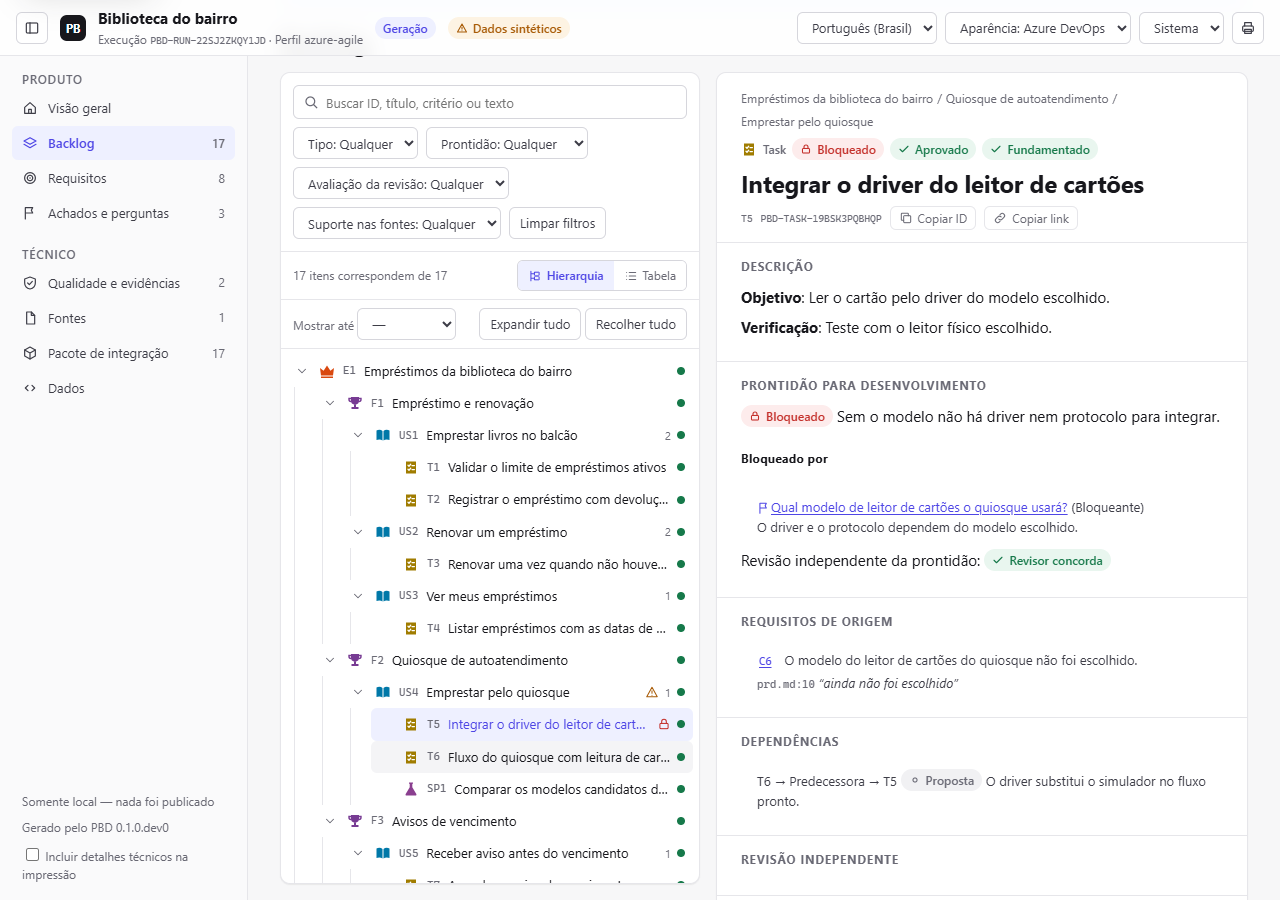 PB
Biblioteca do bairro
Execução PBD-RUN-22SJ2ZKQY1JD · Perfil azure-agile
Geração
Dados sintéticos
Português (Brasil)
Aparência: Azure DevOps
Sistema
PRODUTO
Visão geral
Backlog 17
Requisitos 8
Achados e perguntas 3
TÉCNICO
Qualidade e evidências 2
Fontes 1
Pacote de integração 17
Dados
Somente local — nada foi publicado
Gerado pelo PBD 0.1.0.dev0
Incluir detalhes técnicos na
impressão
Buscar ID, título, critério ou texto
Tipo: Qualquer
Prontidão: Qualquer
Avaliação da revisão: Qualquer
Suporte nas fontes: Qualquer
Limpar filtros
17 itens correspondem de 17
Hierarquia
Tabela
Mostrar até
—
Expandir tudo
Recolher tudo
E1 Empréstimos da biblioteca do bairro
F1 Empréstimo e renovação
US1 Emprestar livros no balcão 2
T1 Validar o limite de empréstimos ativos
T2 Registrar o empréstimo com devoluç...
US2 Renovar um empréstimo 2
T3 Renovar uma vez quando não houve...
US3 Ver meus empréstimos 1
T4 Listar empréstimos com as datas de ...
F2 Quiosque de autoatendimento
US4 Emprestar pelo quiosque 1
T5 Integrar o driver do leitor de cart...
T6 Fluxo do quiosque com leitura de car...
SP1 Comparar os modelos candidatos d...
F3 Avisos de vencimento
US5 Receber aviso antes do vencimento 1
Empréstimos da biblioteca do bairro / Quiosque de autoatendimento /
Emprestar pelo quiosque
Task
Bloqueado
Aprovado
Fundamentado
Integrar o driver do leitor de cartões
T5 PBD-TASK-19BSK3PQBHQP
Copiar ID
Copiar link
DESCRIÇÃO
Objetivo: Ler o cartão pelo driver do modelo escolhido.
Verificação: Teste com o leitor físico escolhido.
PRONTIDÃO PARA DESENVOLVIMENTO
Bloqueado Sem o modelo não há driver nem protocolo para integrar.
Bloqueado por
Qual modelo de leitor de cartões o quiosque usará? (Bloqueante)
O driver e o protocolo dependem do modelo escolhido.
Revisão independente da prontidão: Revisor concorda
REQUISITOS DE ORIGEM
C6 O modelo do leitor de cartões do quiosque não foi escolhido.
prd.md:10 “ainda não foi escolhido”
DEPENDÊNCIAS
T6 → Predecessora → T5 Proposta O driver substitui o simulador no fluxo
pronto.
REVISÃO INDEPENDENTE